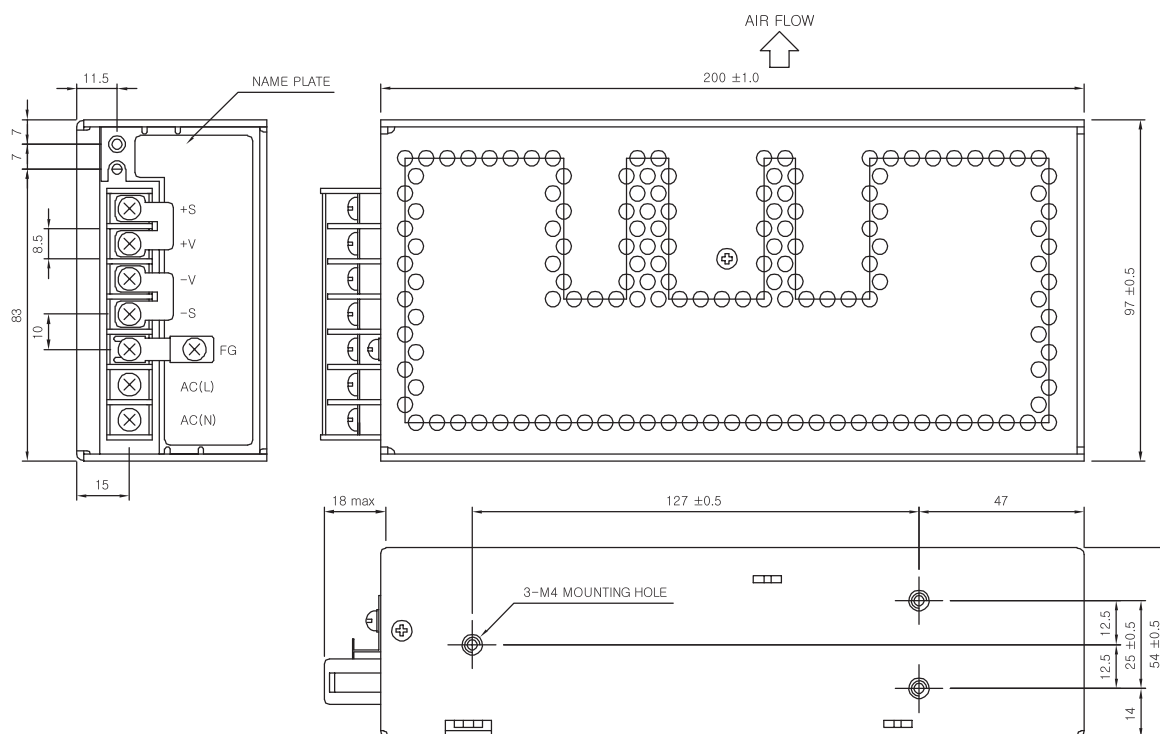 AIR FLOW
11.5
NAME PLATE
200 ±1.0
7
7
+S
8.5
+V
-V
83
-S
10
FG
AC(L)
AC(N)
97 ±0.5
15
18 max
127 ±0.5
47
3-M4 MOUNTING HOLE
12.5
12.5
25 ±0.5
54 ±0.5
14